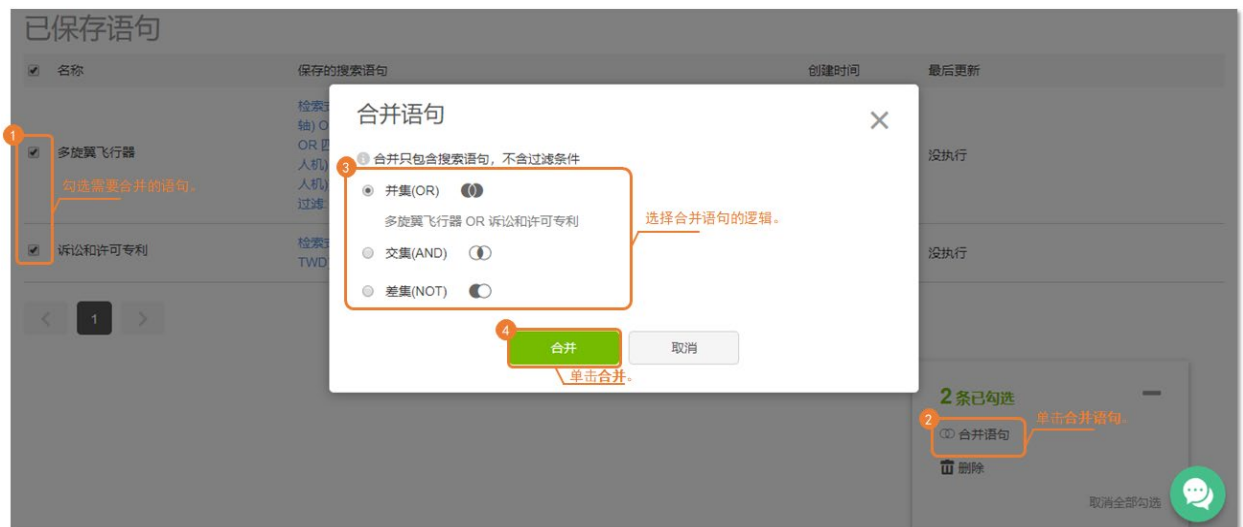 已保存语句
名称 保存的搜索语句 创建时间 最后更新
检索
轴) O
OR
人机)
人机)
过滤:
1
多旋翼飞行器
没执行
勾选需要合并的语句。
诉讼和许可专利
检索
TWD
没执行
< 1 >
合并语句
3
合并只包含搜索语句，不含过滤条件
并集(OR)
多旋翼飞行器 OR 诉讼和许可专利
选择合并语句的逻辑。
交集(AND)
差集(NOT)
4
合并 取消
单击合并。
2条已勾选
2
单击合并语句。
合并语句
删除
取消全部勾选